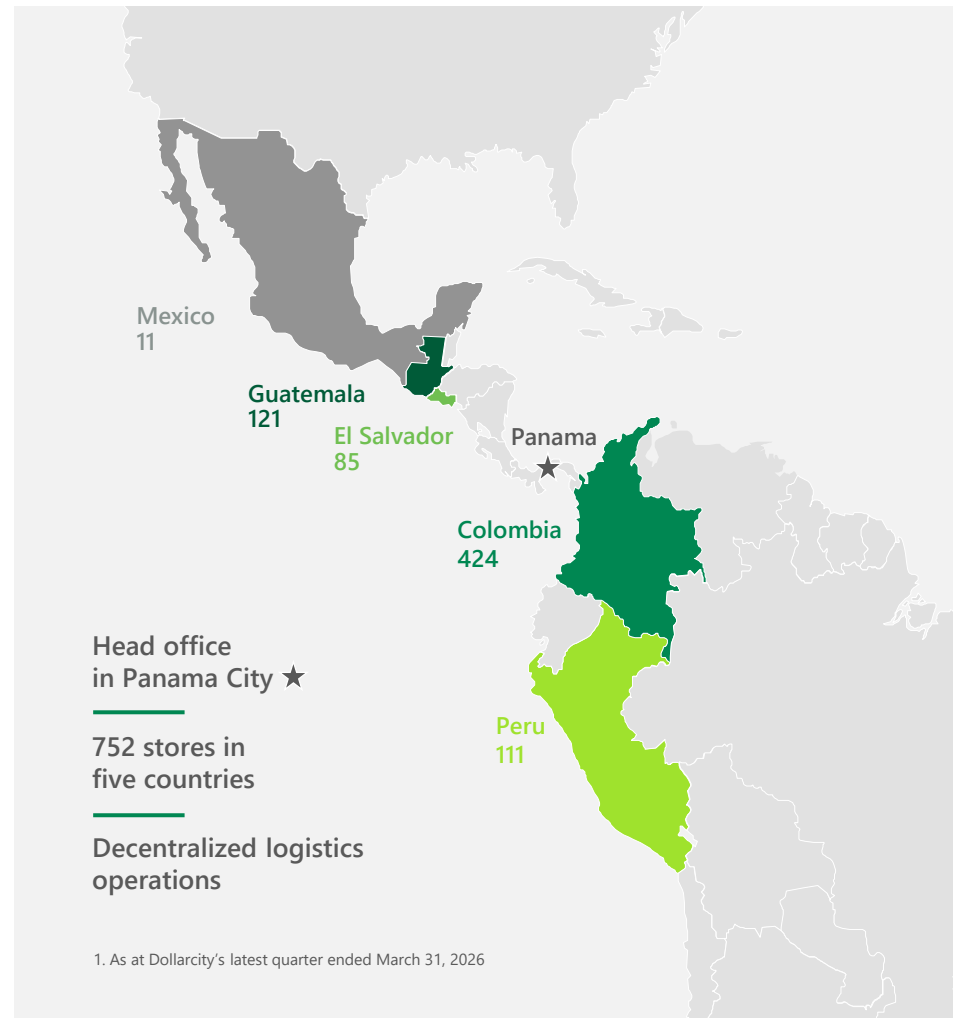 Mexico
11
Guatemala
121
El Salvador
85
Panama
Colombia
424
Peru
111
Head office
in Panama City
752 stores in
five countries
Decentralized logistics
operations
1. As at Dollarcity's latest quarter ended March 31, 2026